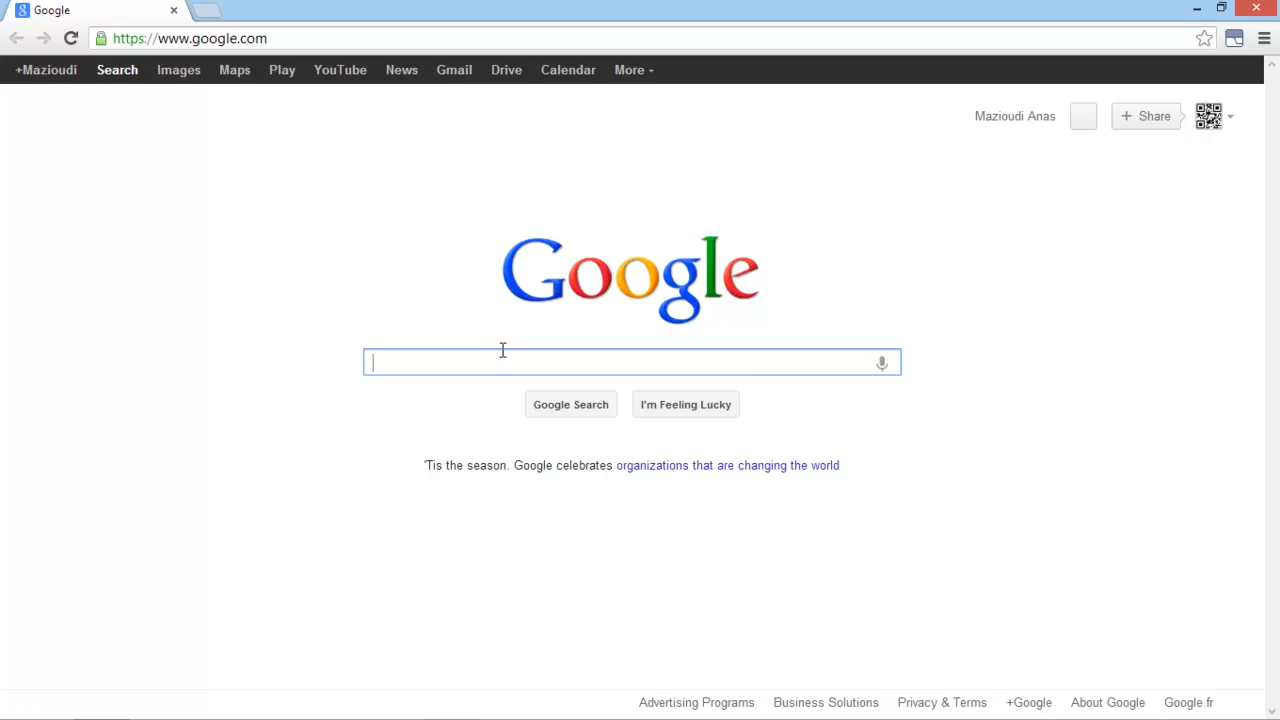 Google
https://www.google.com
+Mazioudi Search Images Maps Play YouTube News Gmail Drive Calendar More
Mazioudi Anas + Share
Google
Google Search I'm Feeling Lucky
'Tis the season. Google celebrates organizations that are changing the world
Advertising Programs Business Solutions Privacy & Terms +Google About Google Google.fr